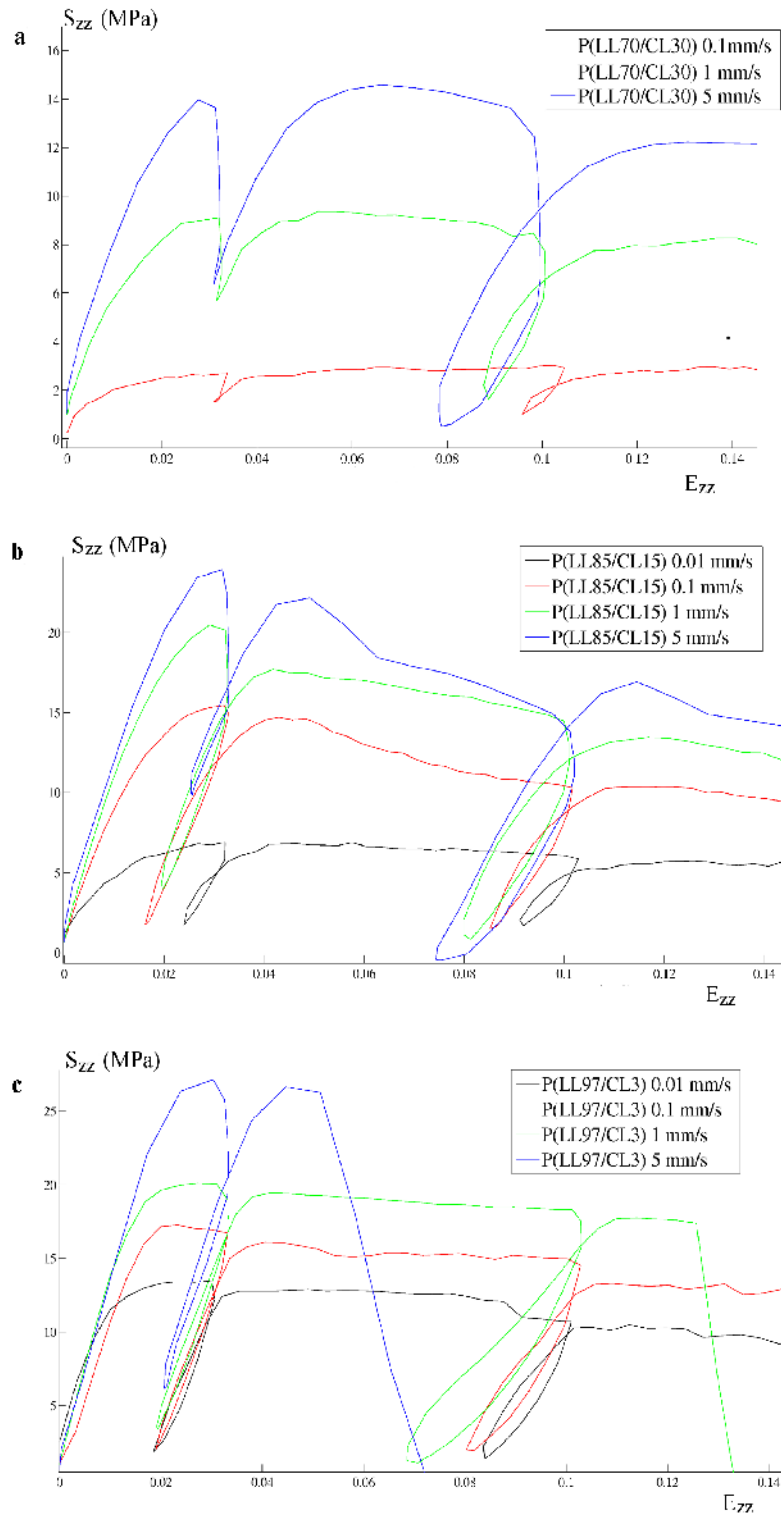 a
S_zz (MPa)
P(LL70/CL30) 0.1mm/s
P(LL70/CL30) 1 mm/s
P(LL70/CL30) 5 mm/s
16
14
12
10
8
6
4
2
0
0 0.02 0.04 0.06 0.08 0.1 0.12 0.14
E_zz
b
S_zz (MPa)
P(LL85/CL15) 0.01 mm/s
P(LL85/CL15) 0.1 mm/s
P(LL85/CL15) 1 mm/s
P(LL85/CL15) 5 mm/s
20
15
10
5
0
0 0.02 0.04 0.06 0.08 0.1 0.12 0.14
E_zz
c
S_zz (MPa)
P(LL97/CL3) 0.01 mm/s
P(LL97/CL3) 0.1 mm/s
P(LL97/CL3) 1 mm/s
P(LL97/CL3) 5 mm/s
25
20
15
10
5
0 0.02 0.04 0.06 0.08 0.1 0.12 0.14
E_zz